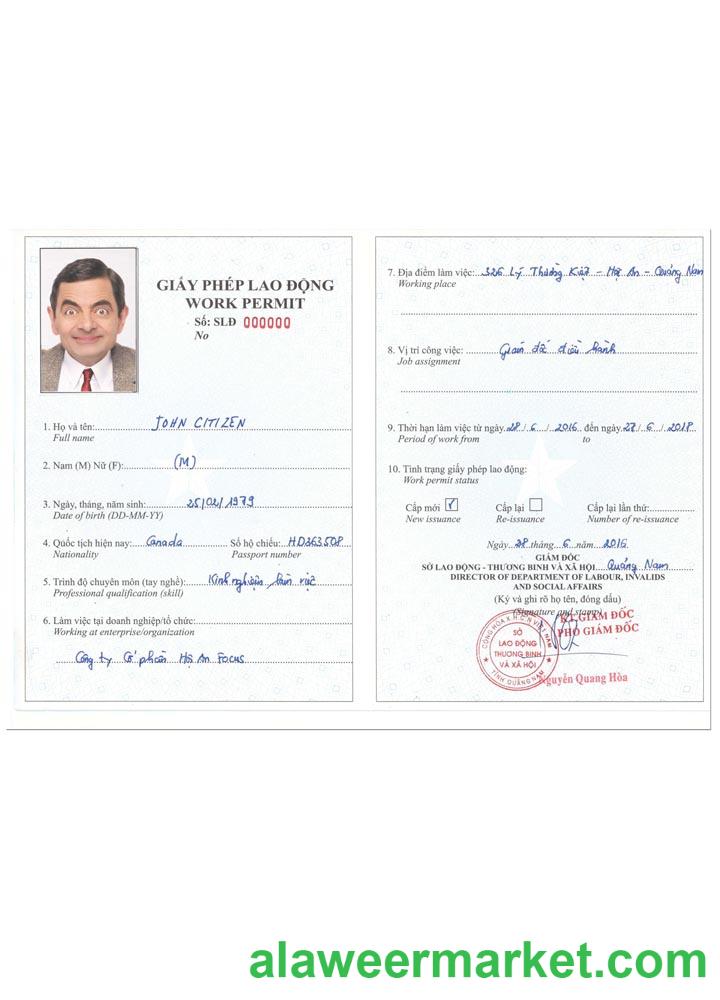 GIẤY PHÉP LAO ĐỘNG
WORK PERMIT
Số: SLĐ 000000
No
1. Họ và tên: JOHN CITIZEN
Full name
2. Nam (M) Nữ (F): (M)
3. Ngày, tháng, năm sinh: 25/02/1979
Date of birth (DD-MM-YY)
4. Quốc tịch hiện nay: Canada Số hộ chiếu: HD363508
Nationality Passport number
5. Trình độ chuyên môn (tay nghề): Kinh nghiệm làm việc
Professional qualification (skill)
6. Làm việc tại doanh nghiệp/tổ chức:
Working at enterprise/organization
Công ty Cổ phần Hội An FOCUS
7. Địa điểm làm việc: 326 Lý Thường Kiệt - Hội An - Quảng Nam
Working place
8. Vị trí công việc: Giám đốc điều hành
Job assignment
9. Thời hạn làm việc từ ngày 28/6/2016 đến ngày 27/6/2018
Period of work from to
10. Tình trạng giấy phép lao động:
Work permit status
Cấp mới Cấp lại Cấp lại lần thứ:
New issuance Re-issuance Number of re-issuance
Ngày 28 tháng 6 năm 2016
GIÁM ĐỐC
SỞ LAO ĐỘNG - THƯƠNG BINH VÀ XÃ HỘI Quảng Nam
DIRECTOR OF DEPARTMENT OF LABOUR, INVALIDS
AND SOCIAL AFFAIRS
(Ký và ghi rõ họ tên, đóng dấu)
(Signature and stamp)
KT.GIÁM ĐỐC
PHÓ GIÁM ĐỐC
CỘNG HÒA X.H.C.N VIỆT NAM
SỞ
LAO ĐỘNG
THƯƠNG BINH
VÀ XÃ HỘI
TỈNH QUẢNG NAM
Nguyễn Quang Hòa
alaweermarket.com